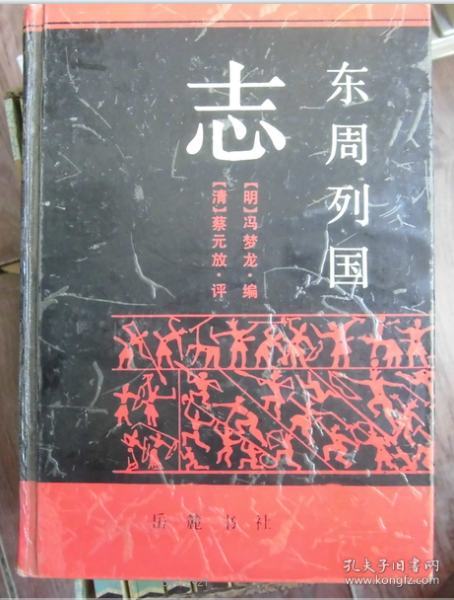 东周列国
志
〔明〕冯梦龙·编
〔清〕蔡元放·评
岳麓书社
孔夫子旧书网
www.kongfz.com